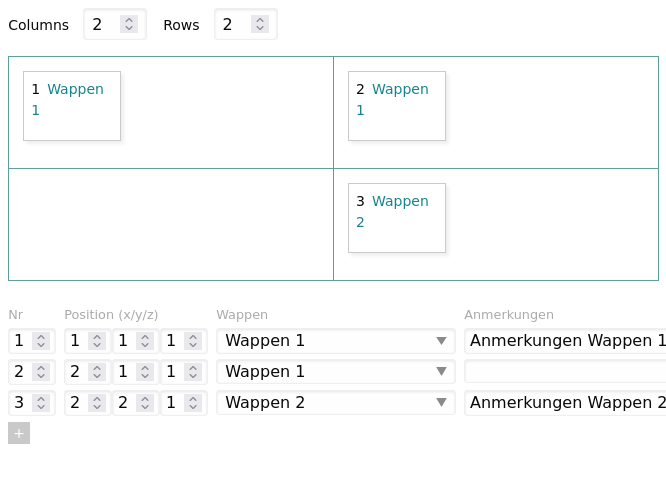 Columns 2 Rows 2
1 Wappen
1
2 Wappen
1
3 Wappen
2
Nr Position (x/y/z) Wappen Anmerkungen
1 1 1 1 Wappen 1 Anmerkungen Wappen 1
2 2 1 1 Wappen 1
3 2 2 1 Wappen 2 Anmerkungen Wappen 2
+